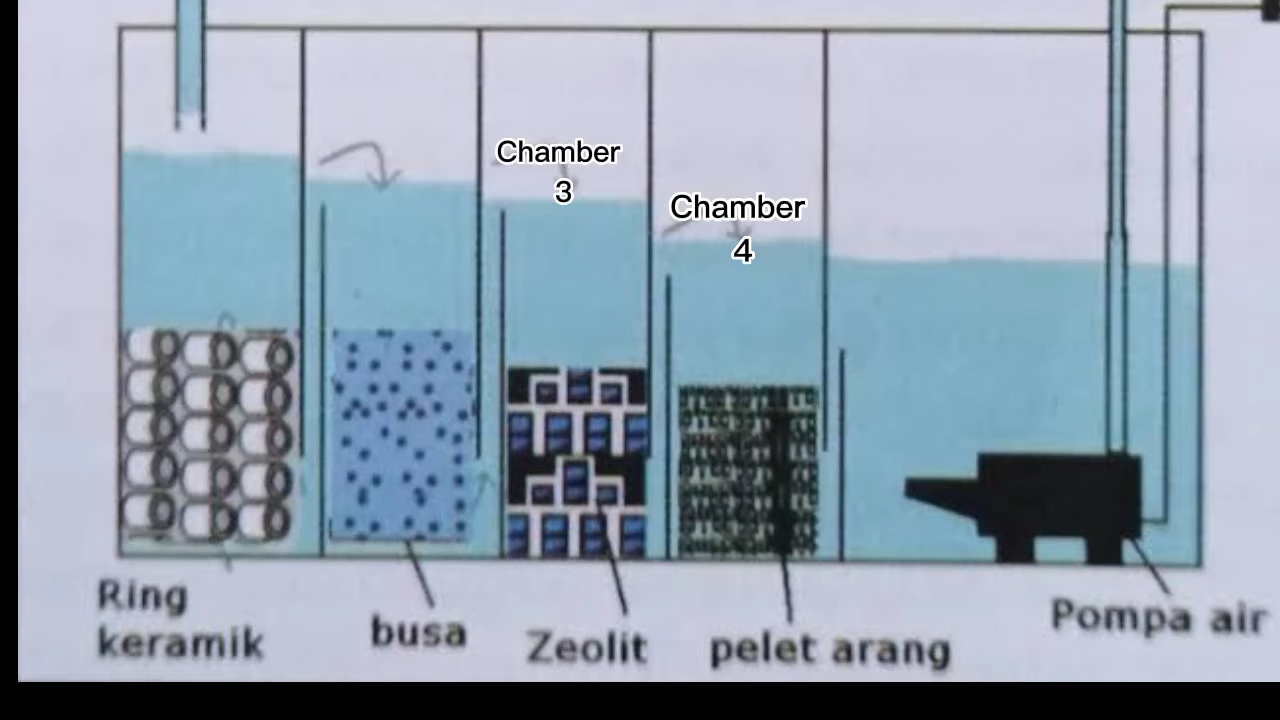 Chamber
3
Chamber
4
Ring
keramik
busa
Zeolit
pelet arang
Pompa air